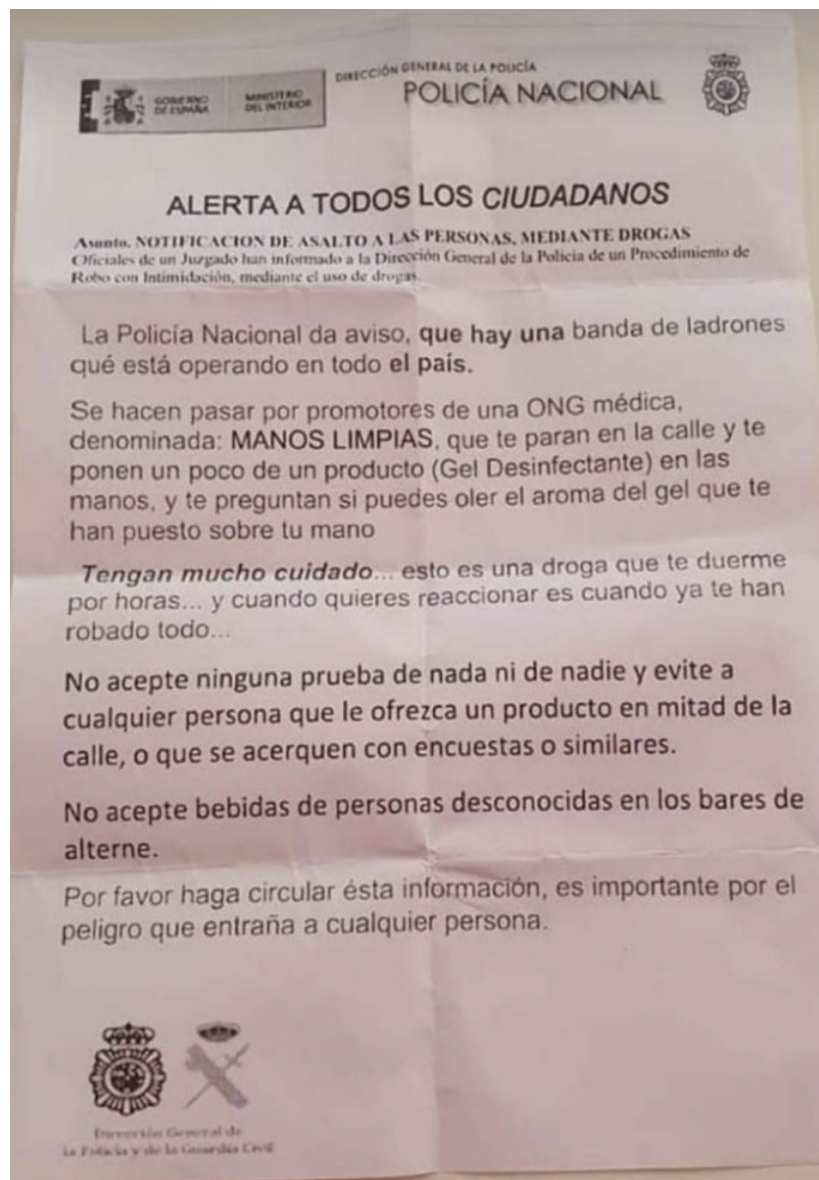 GOBIERNO DE ESPAÑA
MINISTERIO DEL INTERIOR
DIRECCIÓN GENERAL DE LA POLICÍA
POLICÍA NACIONAL
ALERTA A TODOS LOS CIUDADANOS
Asunto. NOTIFICACION DE ASALTO A LAS PERSONAS, MEDIANTE DROGAS
Oficiales de un Juzgado han informado a la Dirección General de la Policia de un Procedimiento de
Robo con Intimidación, mediante el uso de drogas.
La Policía Nacional da aviso, que hay una banda de ladrones
qué está operando en todo el país.
Se hacen pasar por promotores de una ONG médica,
denominada: MANOS LIMPIAS, que te paran en la calle y te
ponen un poco de un producto (Gel Desinfectante) en las
manos, y te preguntan si puedes oler el aroma del gel que te
han puesto sobre tu mano
Tengan mucho cuidado... esto es una droga que te duerme
por horas... y cuando quieres reaccionar es cuando ya te han
robado todo...
No acepte ninguna prueba de nada ni de nadie y evite a
cualquier persona que le ofrezca un producto en mitad de la
calle, o que se acerquen con encuestas o similares.
No acepte bebidas de personas desconocidas en los bares de
alterne.
Por favor haga circular ésta información, es importante por el
peligro que entraña a cualquier persona.
Dirección General de
la Policía y de la Guardia Civil